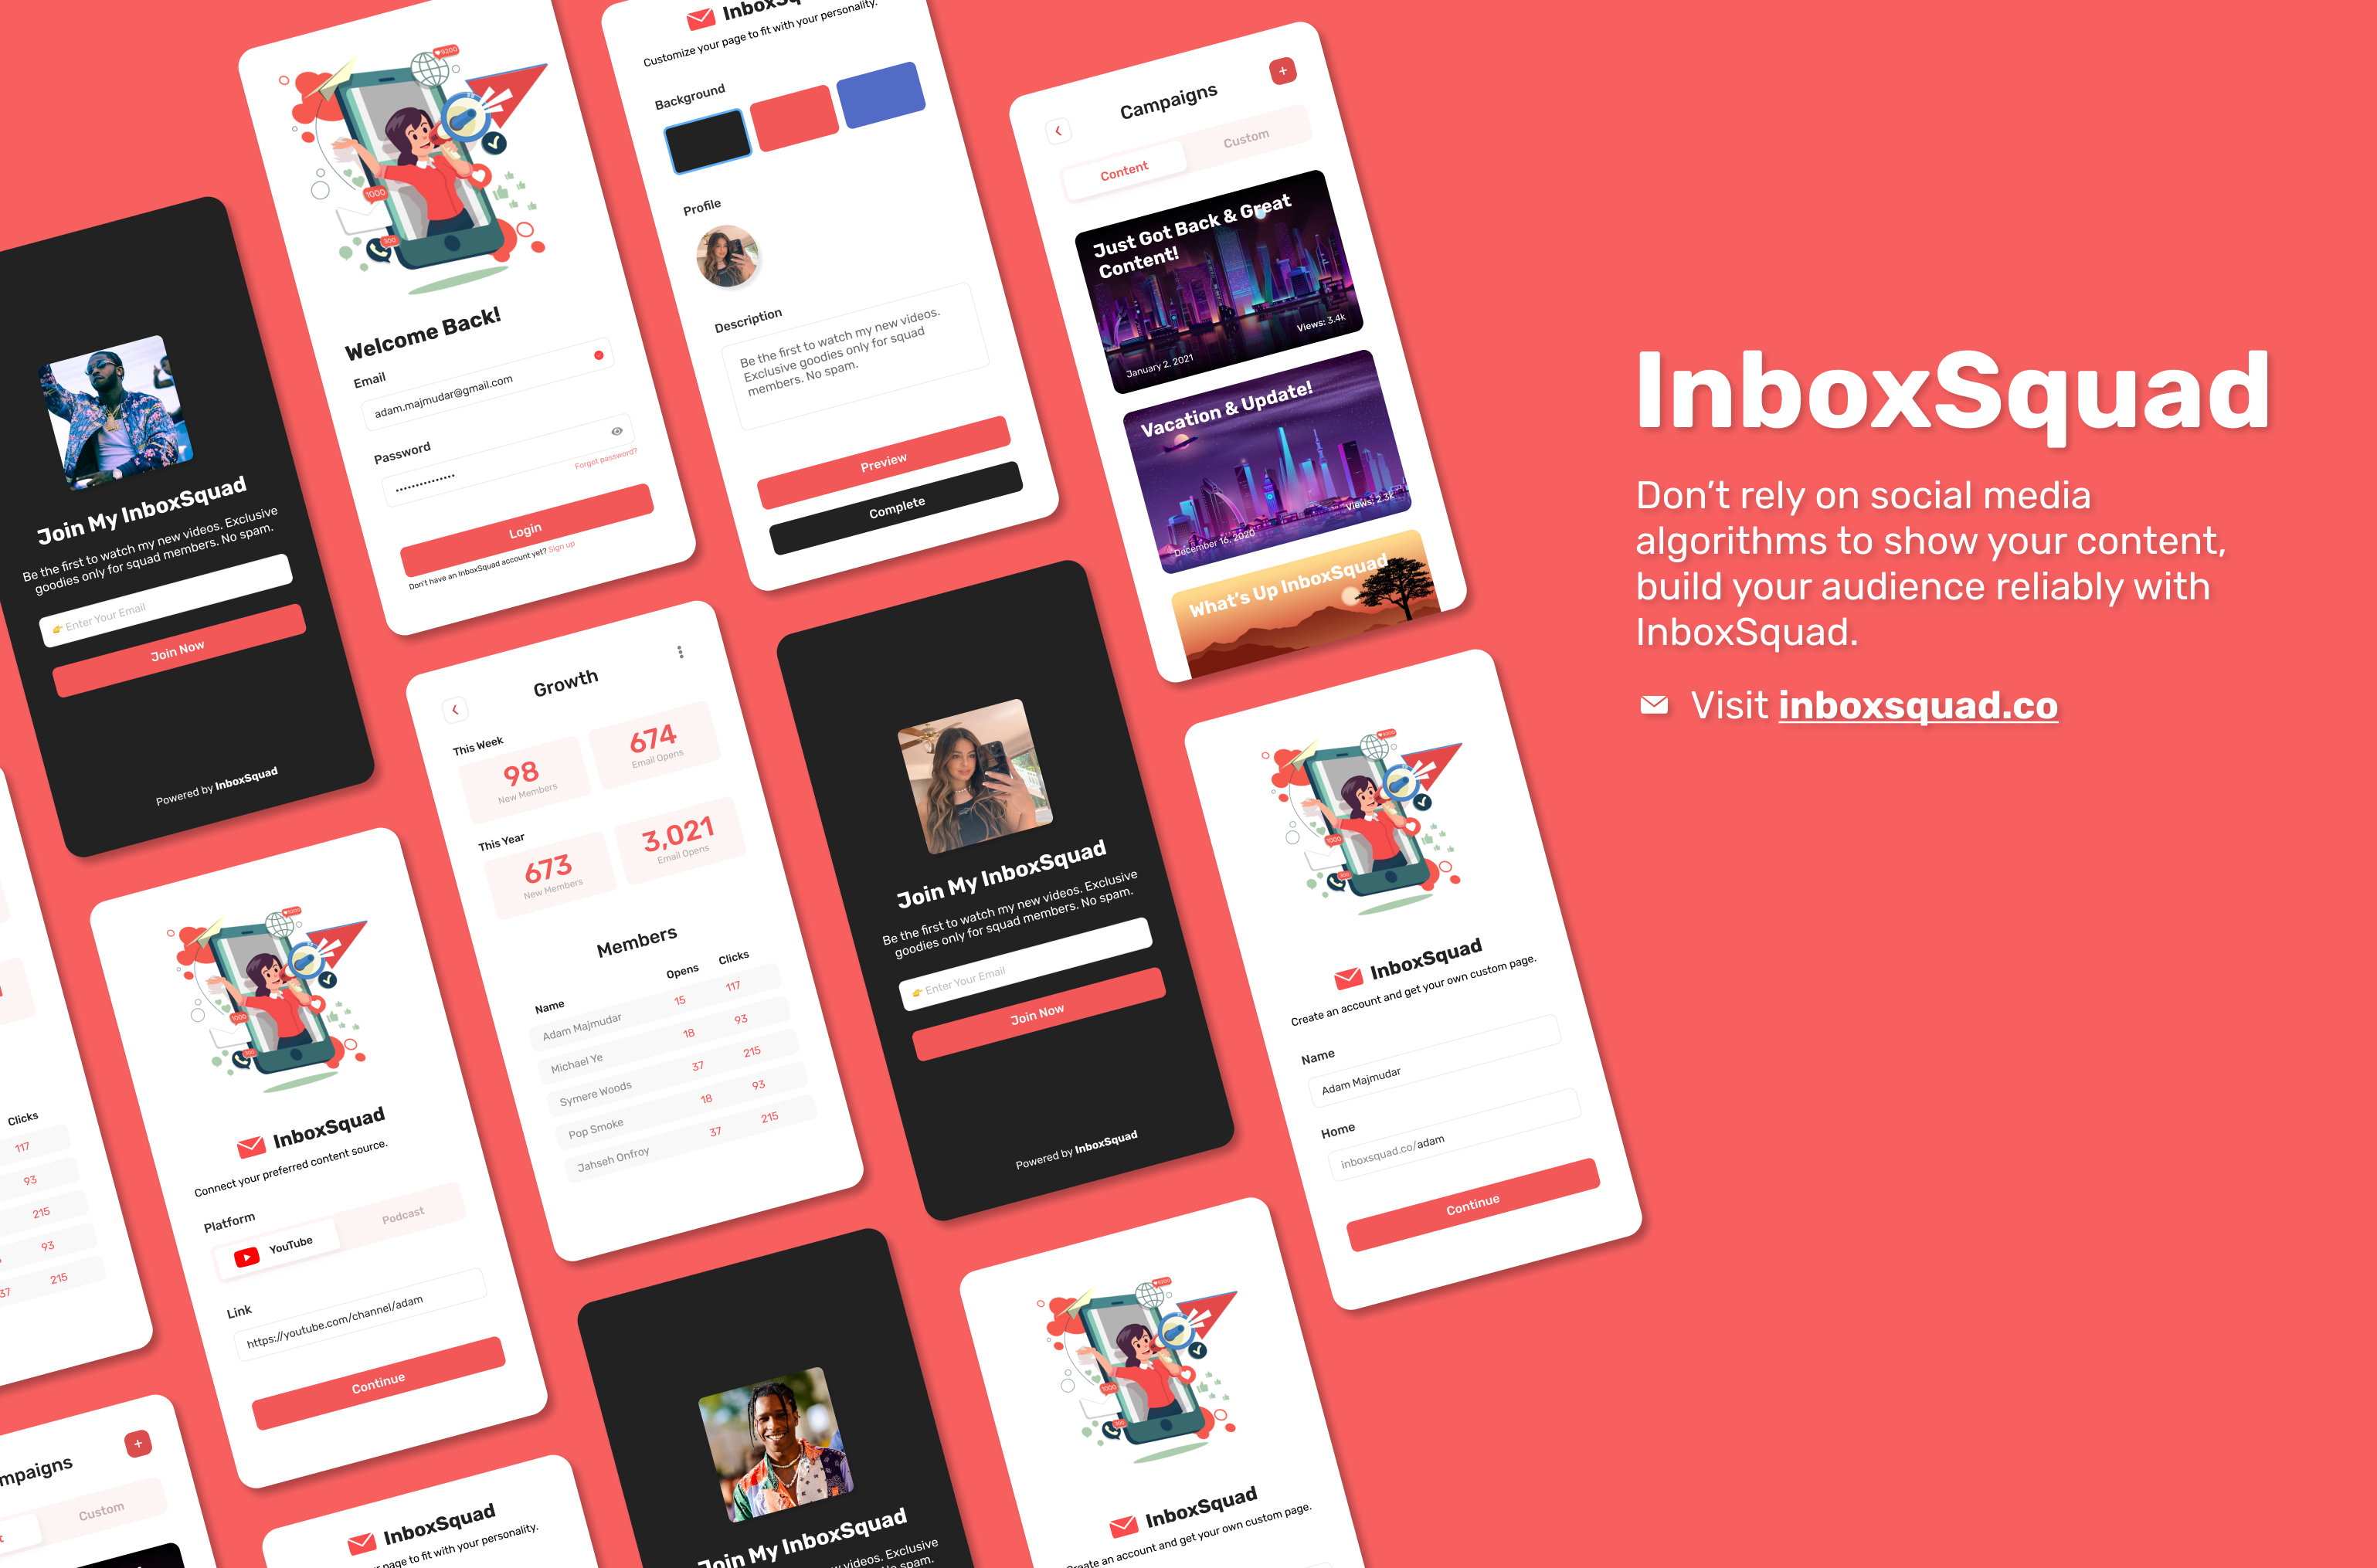 InboxSquad
Don't rely on social media
algorithms to show your content,
build your audience reliably with
InboxSquad.
Visit inboxsquad.co
Join My InboxSquad
Be the first to watch my new videos. Exclusive
goodies only for squad members. No spam.
👉 Enter Your Email
Join Now
Powered by InboxSquad
9200
1000
300
Welcome Back!
Email
adam.majmudar@gmail.com
Password
••••••••••••••
Forgot password?
Login
Don't have an InboxSquad account yet? Sign up
Customize your page to fit with your personality.
Background
Profile
Description
Be the first to watch my new videos.
Exclusive goodies only for squad
members. No spam.
Preview
Complete
Campaigns
+
Content
Custom
Just Got Back & Great
Content!
Views: 3.4k
January 2, 2021
Vacation & Update!
Views: 2.3k
December 16, 2020
What's Up InboxSquad
Clicks
117
93
215
93
37
215
InboxSquad
Connect your preferred content source.
Platform
YouTube
Podcast
Link
https://youtube.com/channel/adam
Continue
Growth
This Week
98
New Members
674
Email Opens
This Year
673
New Members
3,021
Email Opens
Members
Name
Opens
Clicks
Adam Majmudar 15 117
Michael Ye 18 93
Symere Woods 37 215
Pop Smoke 18 93
Jahseh Onfroy 37 215
Join My InboxSquad
Be the first to watch my new videos. Exclusive
goodies only for squad members. No spam.
👉 Enter Your Email
Join Now
Powered by InboxSquad
1000
InboxSquad
Create an account and get your own custom page.
Name
Adam Majmudar
Home
inboxsquad.co/adam
Continue
+
Custom
InboxSquad
page to fit with your personality.
Join My InboxSquad
videos. Exclusive
No spam.
1000
InboxSquad
Create an account and get your own custom page.